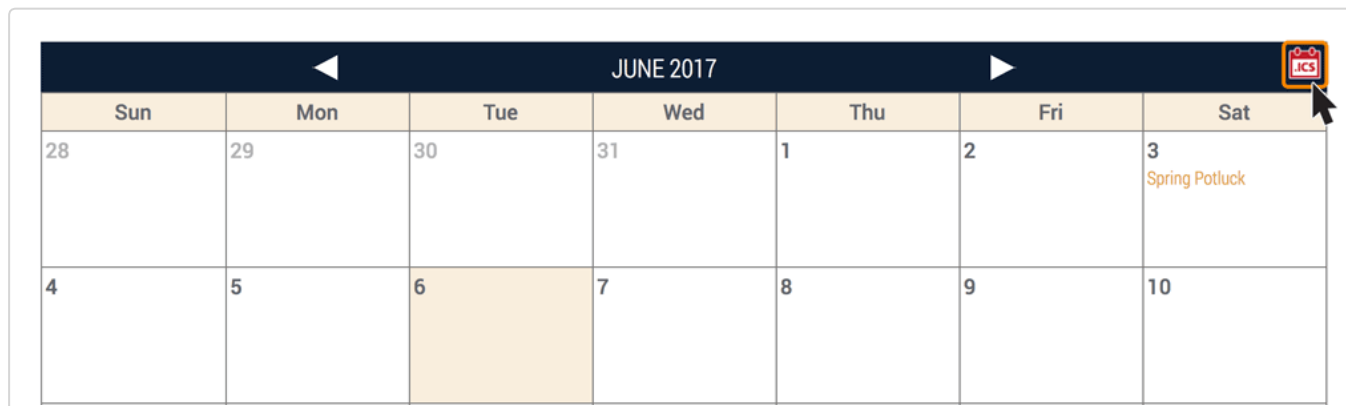 JUNE 2017
.ICS
Sun Mon Tue Wed Thu Fri Sat
28 29 30 31 1 2 3
Spring Potluck
4 5 6 7 8 9 10